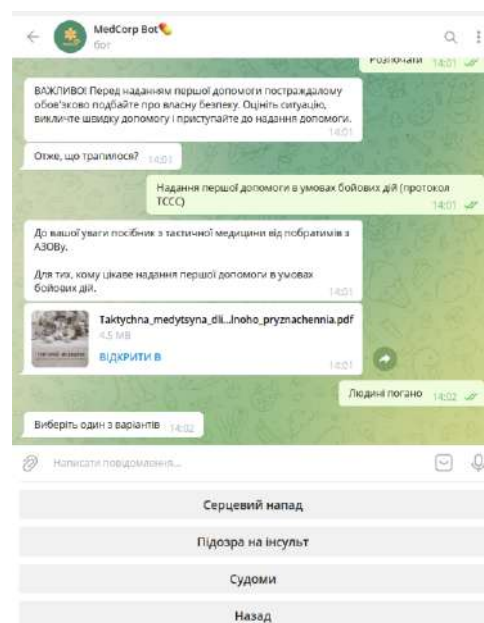 MedCorp Bot
бот
Розпочати 14:01
ВАЖЛИВО! Перед наданням першої допомоги постраждалому
обов'язково подбайте про власну безпеку. Оцініть ситуацію,
викличте швидку допомогу і приступайте до надання допомоги.
14:01
Отже, що трапилося? 14:01
Надання першої допомоги в умовах бойових дій (протокол
ТССС)
14:01
До вашої уваги посібник з тактичної медицини від побратимів з
АЗОВу.
Для тих, кому цікаве надання першої допомоги в умовах
бойових дій.
14:01
Taktychna_medytsyna_dli...lnoho_pryznachennia.pdf
4.5 MB
ВІДКРИТИ В
14:01
Людині погано 14:02
Виберіть один з варіантів 14:02
Написати повідомлення...
Серцевий напад
Підозра на інсульт
Судоми
Назад